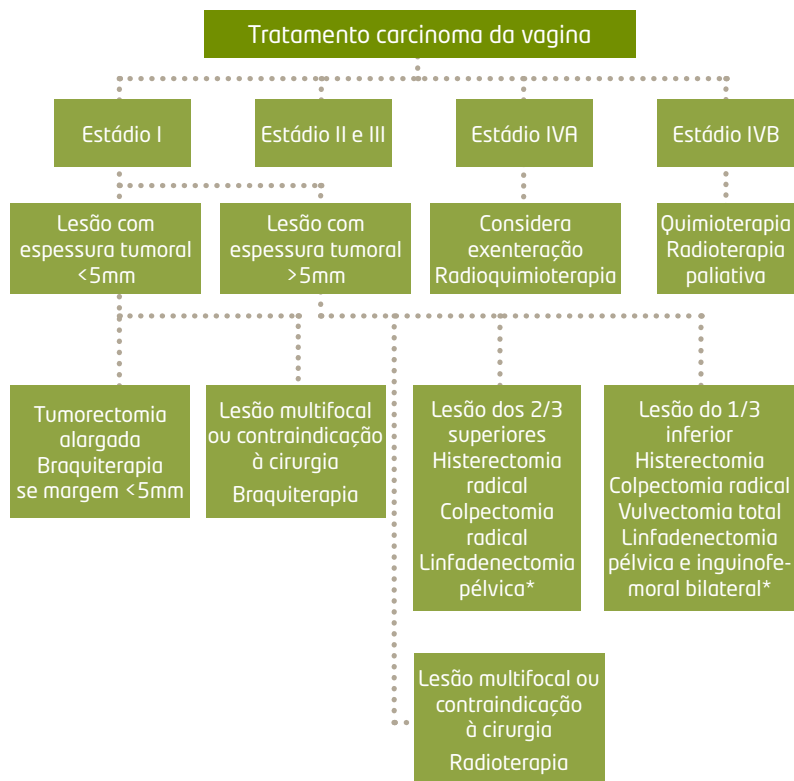 Tratamento carcinoma da vagina
Estádio I
Estádio II e III
Estádio IVA
Estádio IVB
Lesão com
espessura tumoral
<5mm
Lesão com
espessura tumoral
>5mm
Considera
exenteração
Radioquimioterapia
Quimioterapia
Radioterapia
paliativa
Tumorectomia
alargada
Braquiterapia
se margem <5mm
Lesão multifocal
ou contraindicação
à cirurgia
Braquiterapia
Lesão dos 2/3
superiores
Histerectomia
radical
Colpectomia
radical
Linfadenectomia
pélvica*
Lesão do 1/3
inferior
Histerectomia
Colpectomia radical
Vulvectomia total
Linfadenectomia
pélvica e inguinofe-
moral bilateral*
Lesão multifocal ou
contraindicação
à cirurgia
Radioterapia